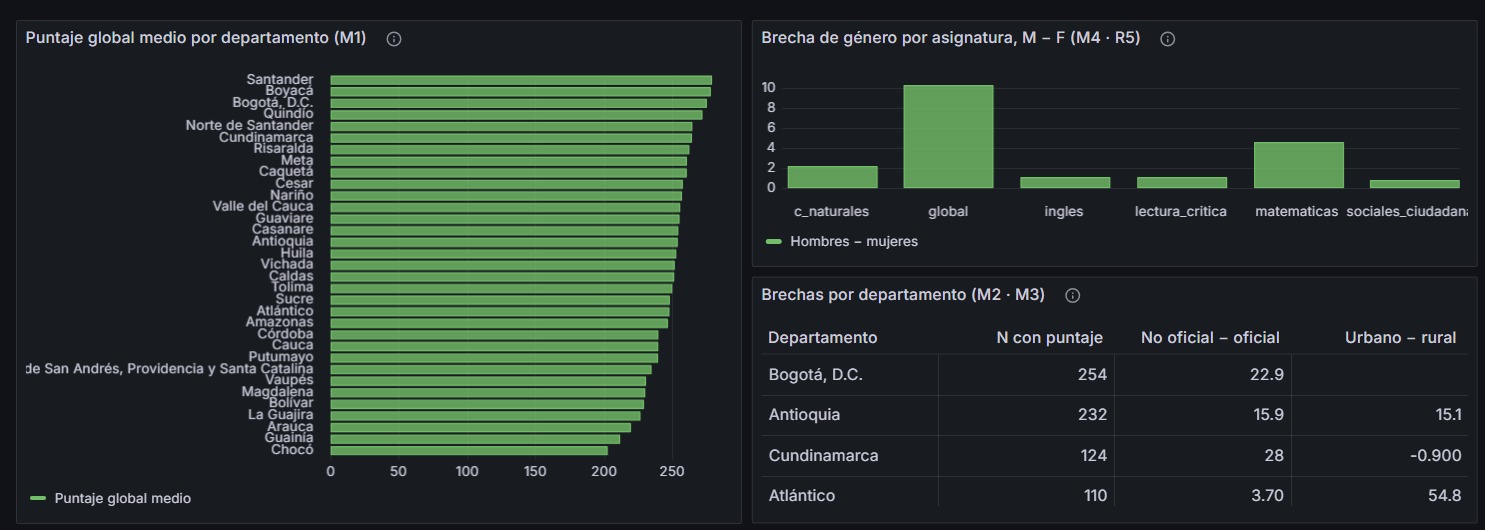 Puntaje global medio por departamento (M1)
Santander
Boyacá
Bogotá, D.C.
Quindío
Norte de Santander
Cundinamarca
Risaralda
Meta
Caquetá
Cesar
Nariño
Valle del Cauca
Guaviare
Casanare
Antioquia
Huila
Vichada
Caldas
Tolima
Sucre
Atlántico
Amazonas
Córdoba
Cauca
Putumayo
de San Andrés, Providencia y Santa Catalina
Vaupés
Magdalena
Bolívar
La Guajira
Arauca
Guainía
Chocó
0 50 100 150 200 250
Puntaje global medio
Brecha de género por asignatura, M – F (M4 · R5)
10
8
6
4
2
0
c_naturales global ingles lectura_critica matematicas sociales_ciudadana
Hombres – mujeres
Brechas por departamento (M2 · M3)
Departamento N con puntaje No oficial – oficial Urbano – rural
Bogotá, D.C. 254 22.9
Antioquia 232 15.9 15.1
Cundinamarca 124 28 -0.900
Atlántico 110 3.70 54.8